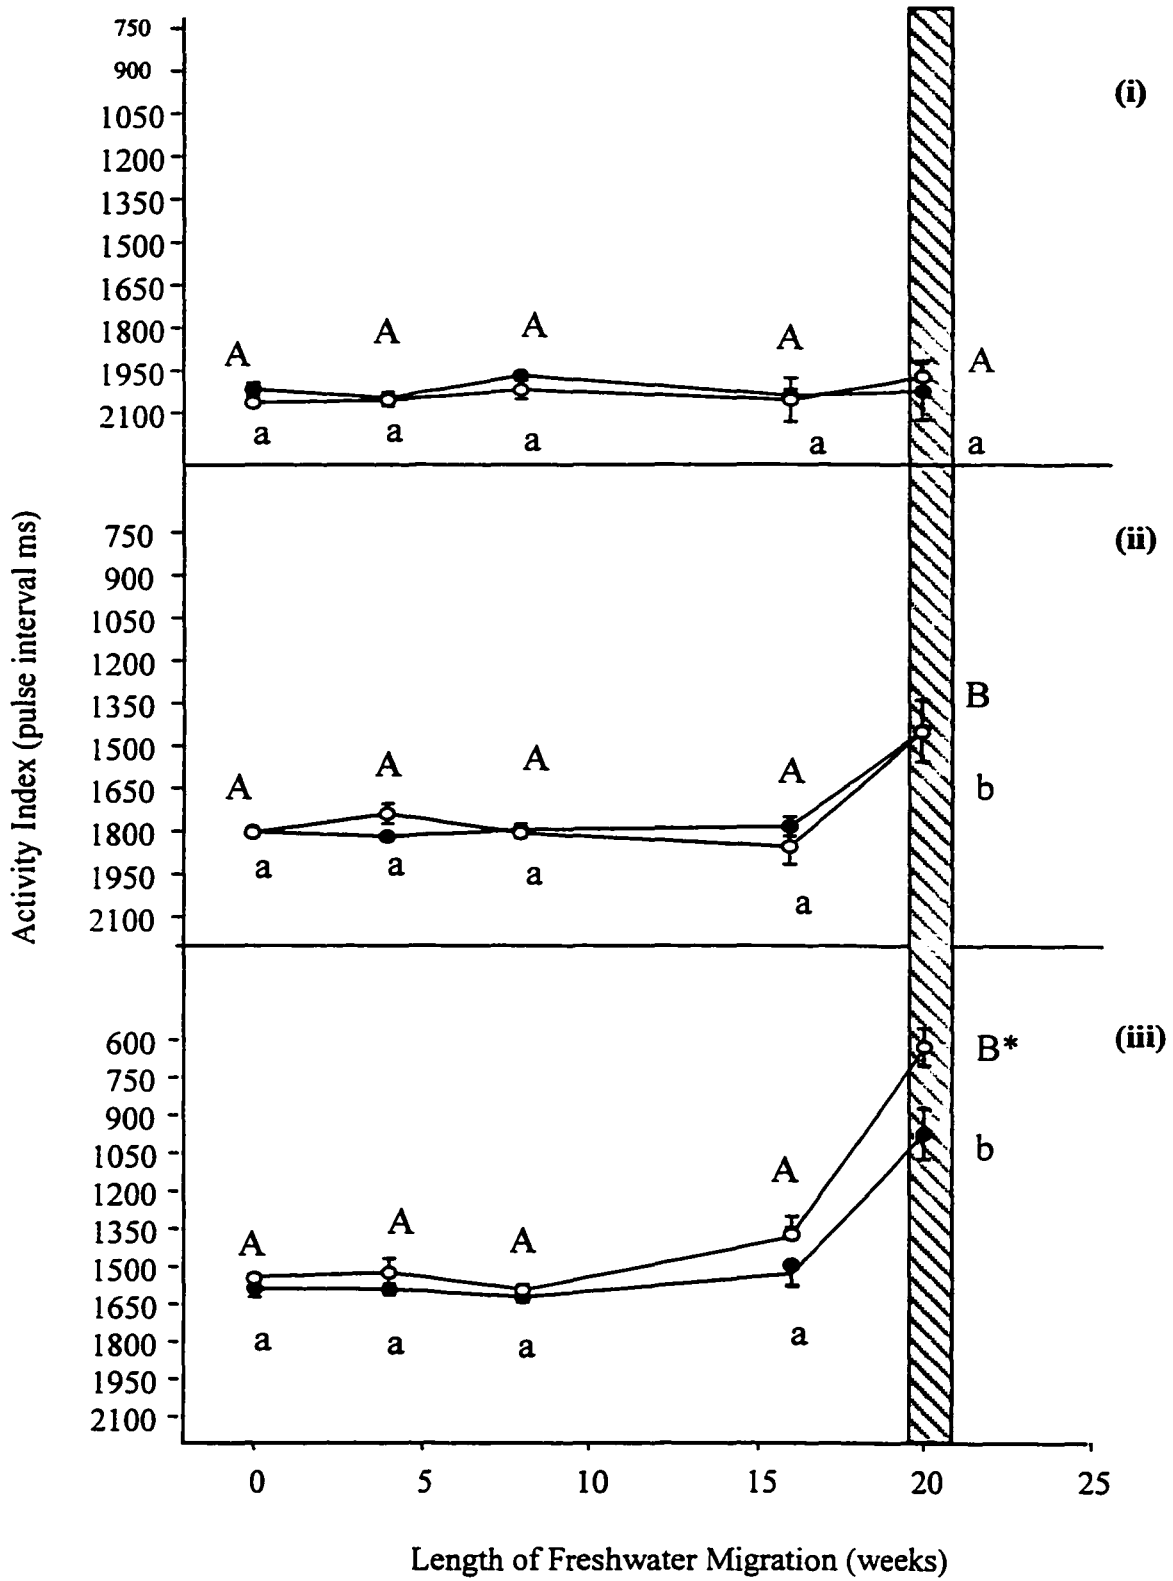 750
900
(i)
1050
1200
1350
1500
1650
1800
A A A A
A A
1950
2100
a a a a a
Activity Index (pulse interval ms)
750
(ii)
900
1050
1200
1350
B
1500
1650
A A A A
b
1800
1950
a a a
a
2100
600
B*
(iii)
750
900
1050
b
1200
A
1350
A A A
1500
1650
1800
a a a a
1950
2100
0 5 10 15 20 25
Length of Freshwater Migration (weeks)